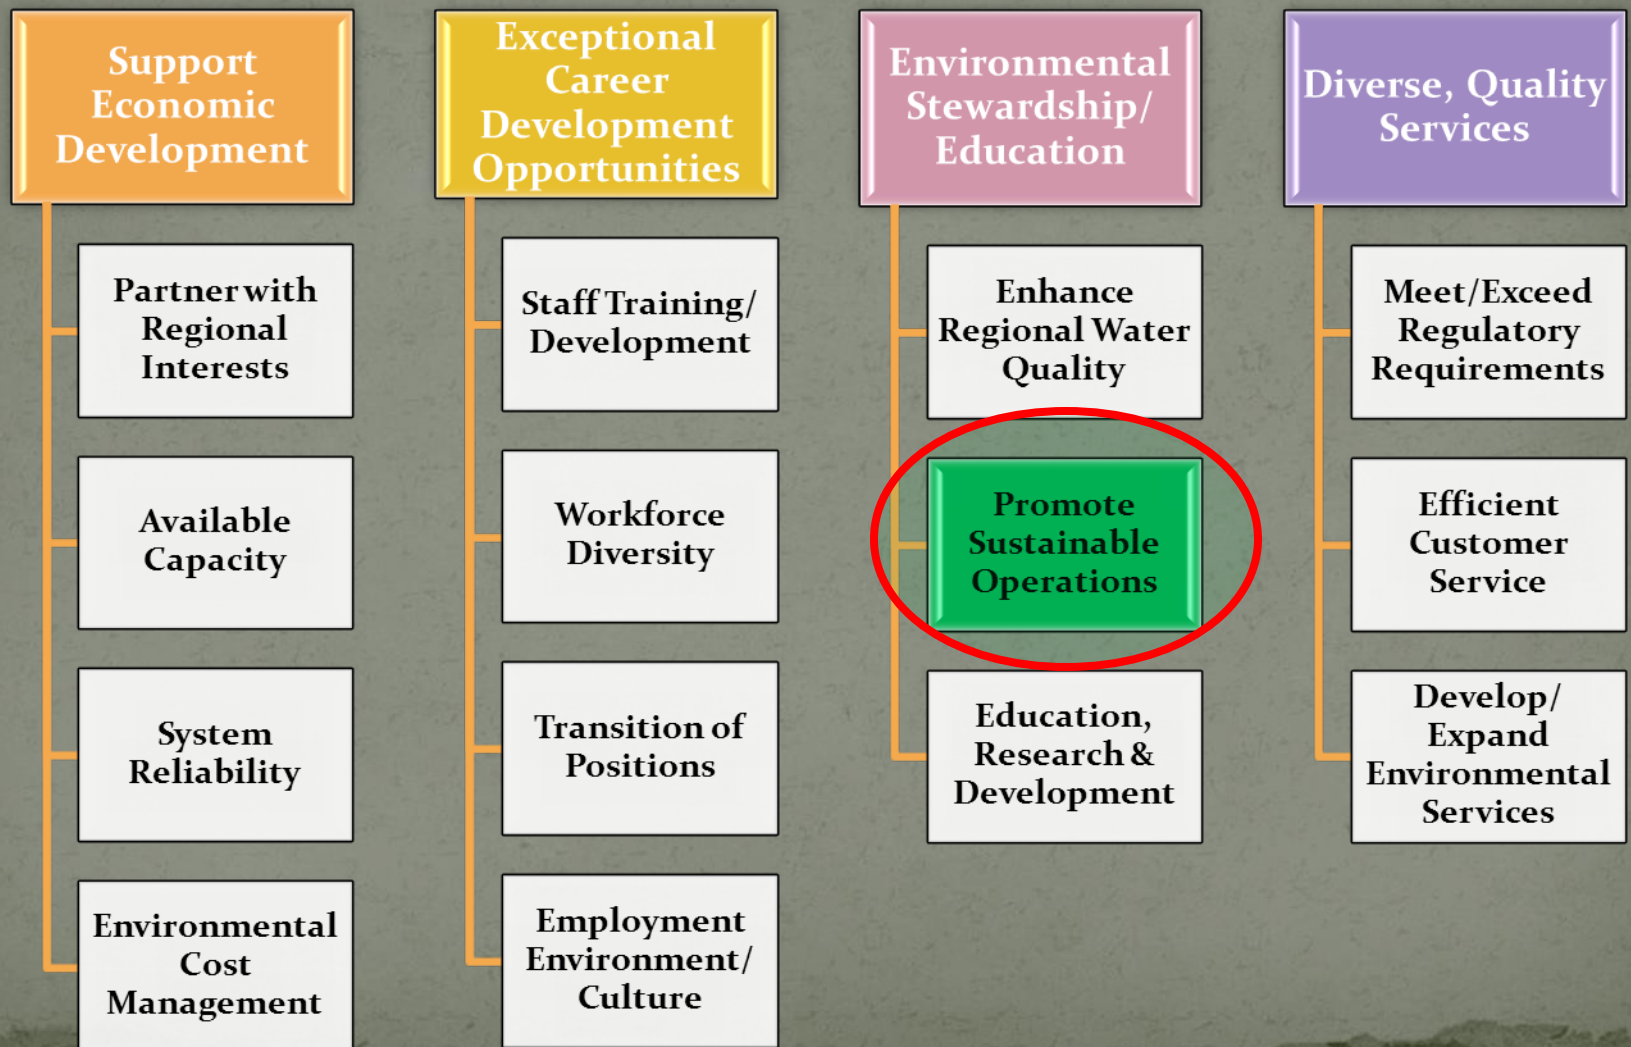 Support
Economic
Development
Partner with
Regional
Interests
Available
Capacity
System
Reliability
Environmental
Cost
Management
Exceptional
Career
Development
Opportunities
Staff Training/
Development
Workforce
Diversity
Transition of
Positions
Employment
Environment/
Culture
Environmental
Stewardship/
Education
Enhance
Regional Water
Quality
Promote
Sustainable
Operations
Education,
Research &
Development
Diverse, Quality
Services
Meet/Exceed
Regulatory
Requirements
Efficient
Customer
Service
Develop/
Expand
Environmental
Services